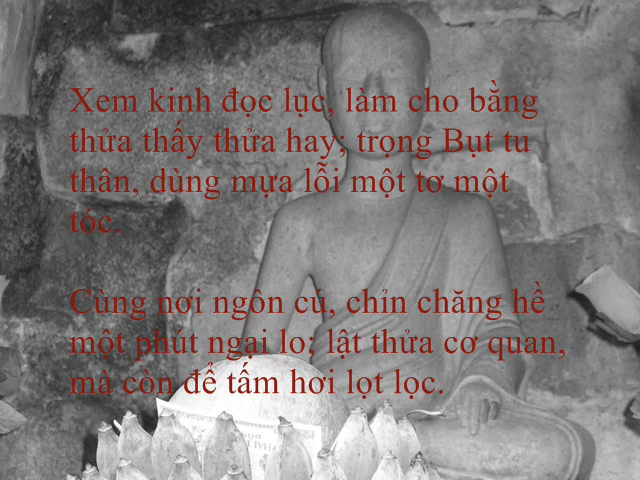 Xem kinh đọc lục, làm cho bằng
thửa thấy thửa hay; trọng Bụt tu
thân, dùng mựa lỗi một tơ một
tóc.
Cùng nơi ngôn cú, chỉn chăng hề
một phút ngại lo; lật thửa cơ quan,
mà còn để tấm hơi lọt lọc.